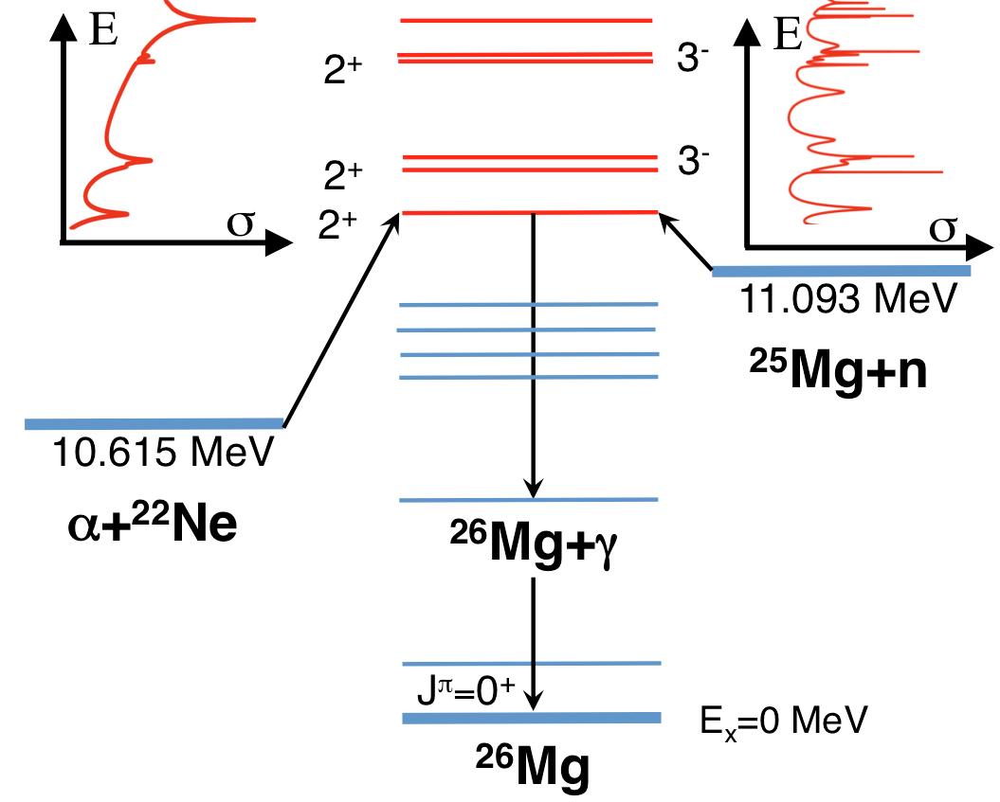 E
σ
2⁺
3⁻
2⁺
3⁻
2⁺
E
σ
11.093 MeV
²⁵Mg+n
10.615 MeV
α+²²Ne
²⁶Mg+γ
Jᵖⁱ=0⁺
Eₓ=0 MeV
²⁶Mg